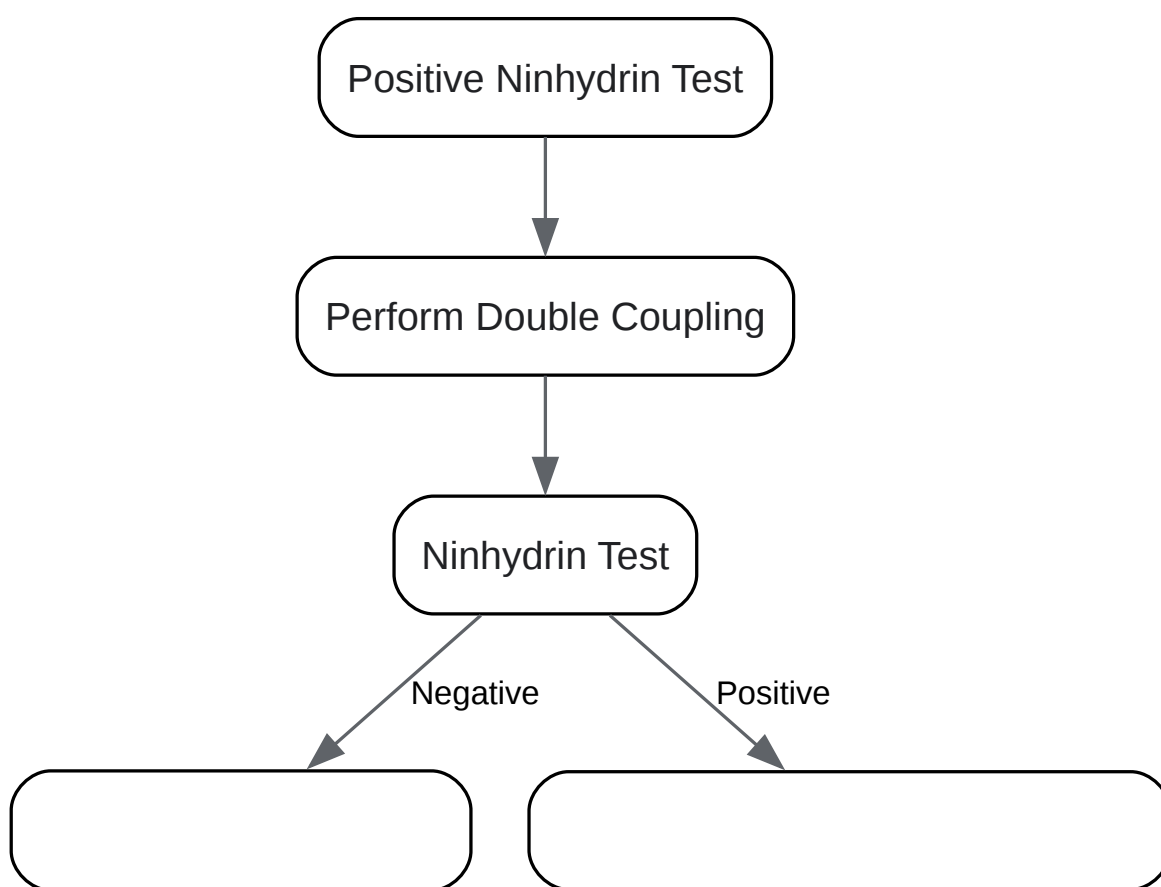 Positive Ninhydrin Test
Perform Double Coupling
Ninhydrin Test
Negative
Positive